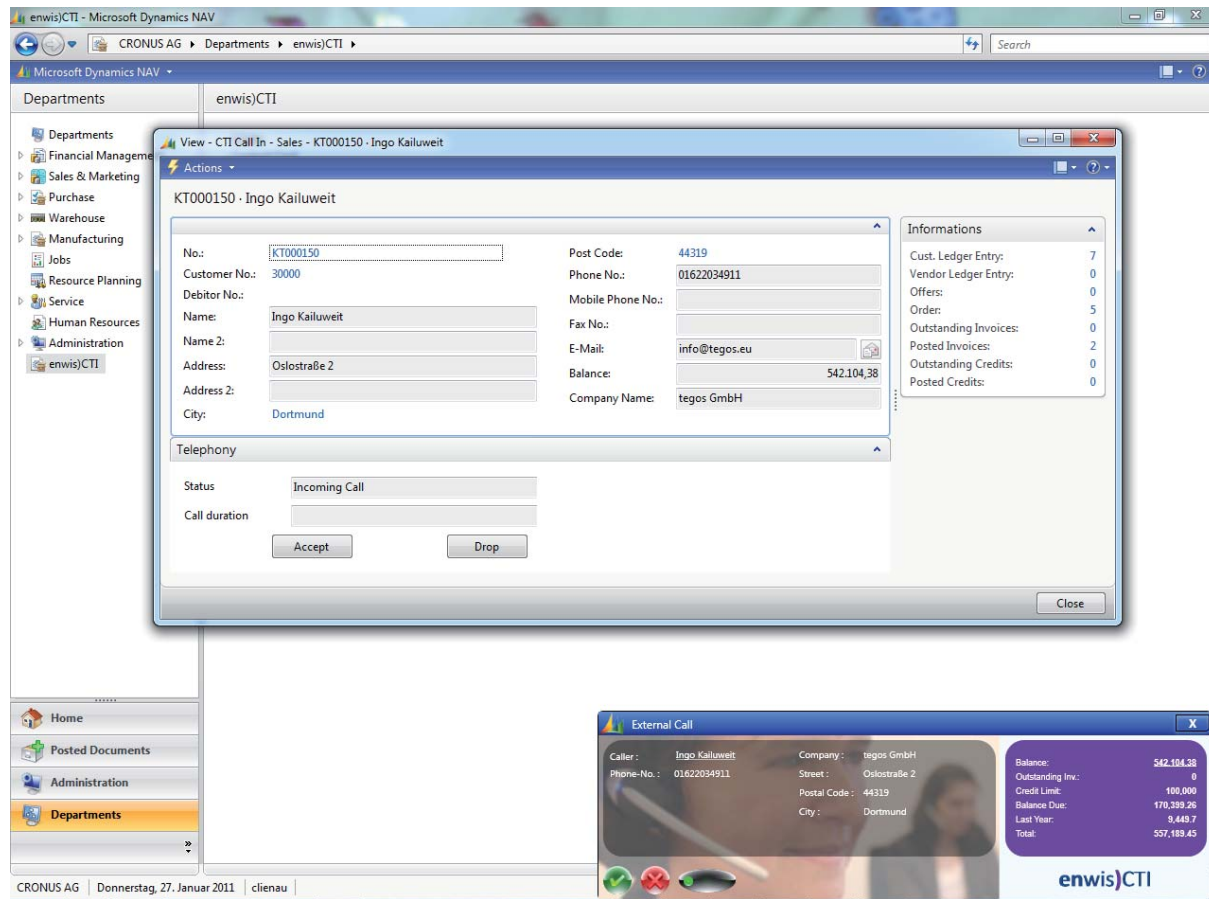 enwis)CTI - Microsoft Dynamics NAV
CRONUS AG Departments enwis)CTI
Search
Microsoft Dynamics NAV
Departments
enwis)CTI
Departments
Financial Manageme
Sales & Marketing
Purchase
Warehouse
Manufacturing
Jobs
Resource Planning
Service
Human Resources
Administration
enwis)CTI
View - CTI Call In - Sales - KT000150 · Ingo Kailuweit
Actions
KT000150 · Ingo Kailuweit
No.: KT000150
Customer No.: 30000
Debitor No.:
Name: Ingo Kailuweit
Name 2:
Address: Oslostraße 2
Address 2:
City: Dortmund
Post Code: 44319
Phone No.: 01622034911
Mobile Phone No.:
Fax No.:
E-Mail: info@tegos.eu
Balance: 542.104,38
Company Name: tegos GmbH
Informations
Cust. Ledger Entry: 7
Vendor Ledger Entry: 0
Offers: 0
Order: 5
Outstanding Invoices: 0
Posted Invoices: 2
Outstanding Credits: 0
Posted Credits: 0
Telephony
Status Incoming Call
Call duration
Accept Drop
Close
Home
Posted Documents
Administration
Departments
CRONUS AG Donnerstag, 27. Januar 2011 clienau
External Call X
Caller : Ingo Kailuweit
Phone-No. : 01622034911
Company : tegos GmbH
Street : Oslostraße 2
Postal Code : 44319
City : Dortmund
Balance: 542.104.38
Outstanding Inv.: 0
Credit Limit: 100,000
Balance Due: 170,399.26
Last Year: 9,449.7
Total: 557,189.45
enwis)CTI